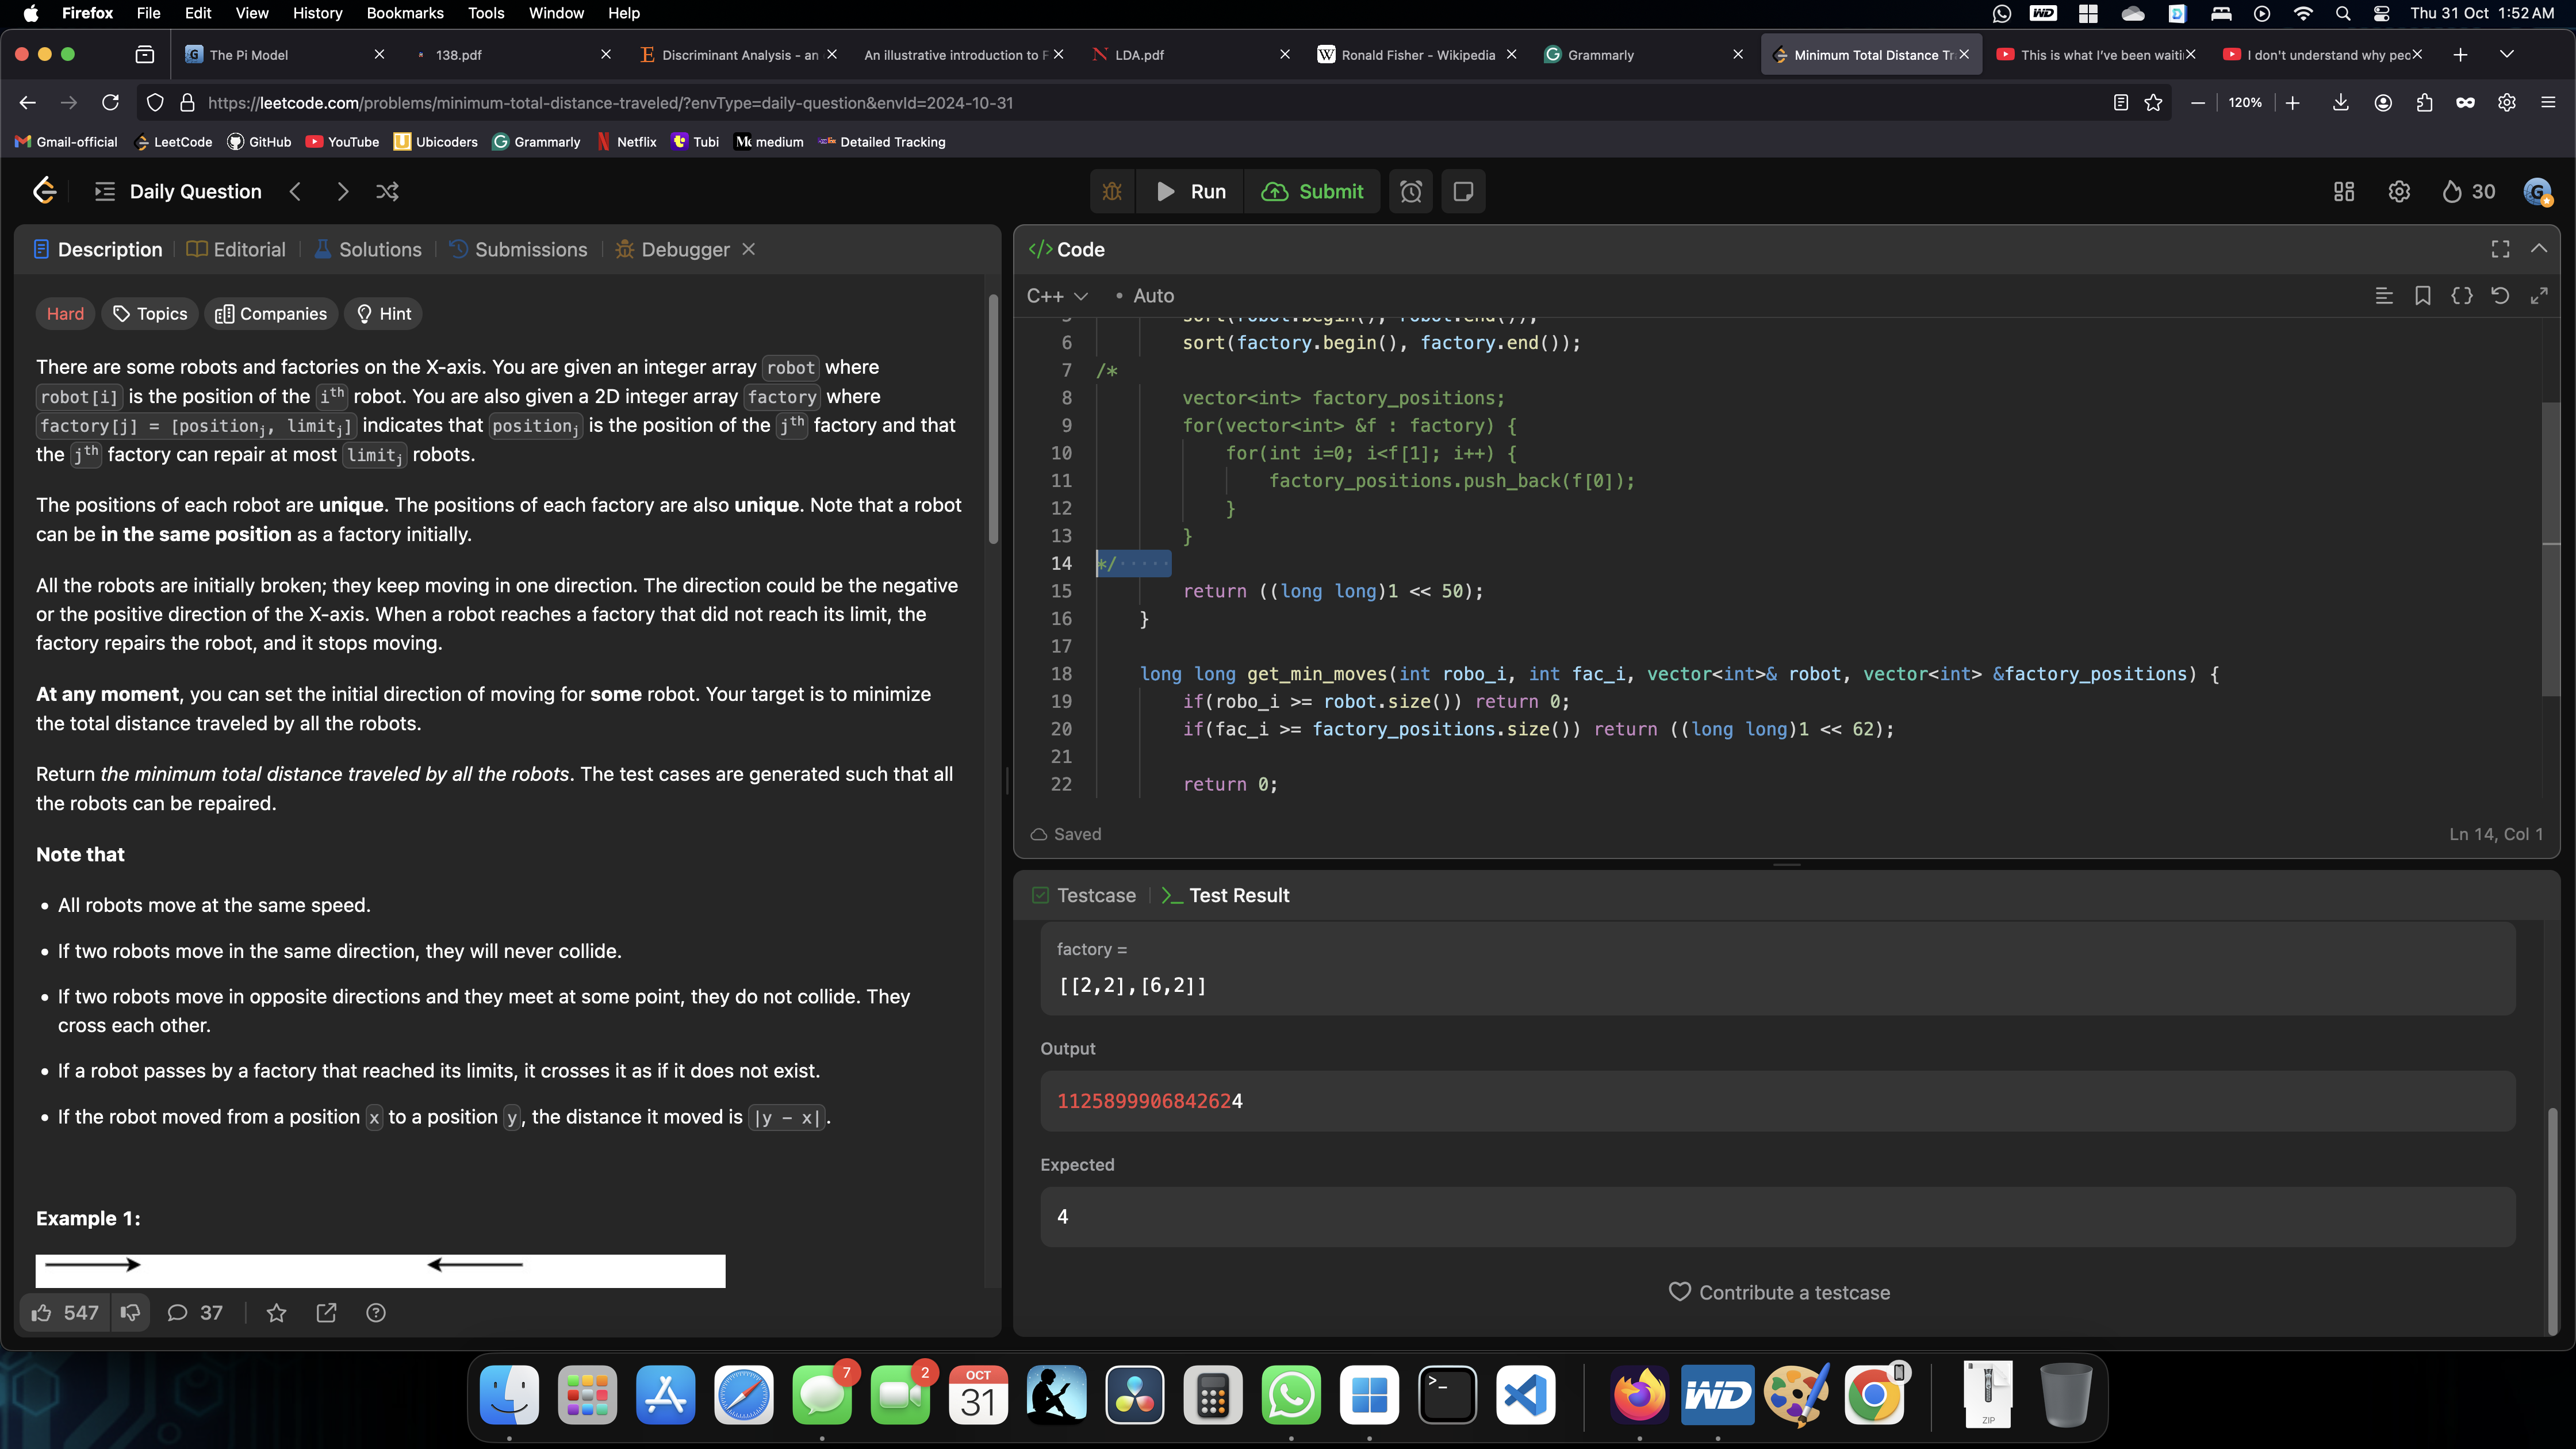 Firefox File Edit View History Bookmarks Tools Window Help
WD
Thu 31 Oct 1:52 AM
The Pi Model
138.pdf
Discriminant Analysis - an
An illustrative introduction to F
LDA.pdf
Ronald Fisher - Wikipedia
Grammarly
Minimum Total Distance Tr
This is what I've been waiti
I don't understand why peo
https://leetcode.com/problems/minimum-total-distance-traveled/?envType=daily-question&envId=2024-10-31
120%
Gmail-official LeetCode GitHub YouTube Ubicoders Grammarly Netflix Tubi medium Detailed Tracking
Daily Question
Run
Submit
30
Description
Editorial
Solutions
Submissions
Debugger
Hard
Topics
Companies
Hint
There are some robots and factories on the X-axis. You are given an integer array robot where
robot[i] is the position of the ith robot. You are also given a 2D integer array factory where
factory[j] = [positionj, limitj] indicates that positionj is the position of the jth factory and that
the jth factory can repair at most limitj robots.
The positions of each robot are unique. The positions of each factory are also unique. Note that a robot
can be in the same position as a factory initially.
All the robots are initially broken; they keep moving in one direction. The direction could be the negative
or the positive direction of the X-axis. When a robot reaches a factory that did not reach its limit, the
factory repairs the robot, and it stops moving.
At any moment, you can set the initial direction of moving for some robot. Your target is to minimize
the total distance traveled by all the robots.
Return the minimum total distance traveled by all the robots. The test cases are generated such that all
the robots can be repaired.
Note that
• All robots move at the same speed.
• If two robots move in the same direction, they will never collide.
• If two robots move in opposite directions and they meet at some point, they do not collide. They
cross each other.
• If a robot passes by a factory that reached its limits, it crosses it as if it does not exist.
• If the robot moved from a position x to a position y, the distance it moved is |y - x|.
Example 1:
547
37
</> Code
C++
• Auto
5 sort(robot.begin(), robot.end());
6 sort(factory.begin(), factory.end());
7 /*
8 vector<int> factory_positions;
9 for(vector<int> &f : factory) {
10 for(int i=0; i<f[1]; i++) {
11 factory_positions.push_back(f[0]);
12 }
13 }
14 */
15 return ((long long)1 << 50);
16 }
17
18 long long get_min_moves(int robo_i, int fac_i, vector<int>& robot, vector<int> &factory_positions) {
19 if(robo_i >= robot.size()) return 0;
20 if(fac_i >= factory_positions.size()) return ((long long)1 << 62);
21
22 return 0;
Saved
Ln 14, Col 1
Testcase
Test Result
factory =
[[2,2],[6,2]]
Output
1125899906842624
Expected
4
Contribute a testcase
7
2
OCT
31
WD
ZIP